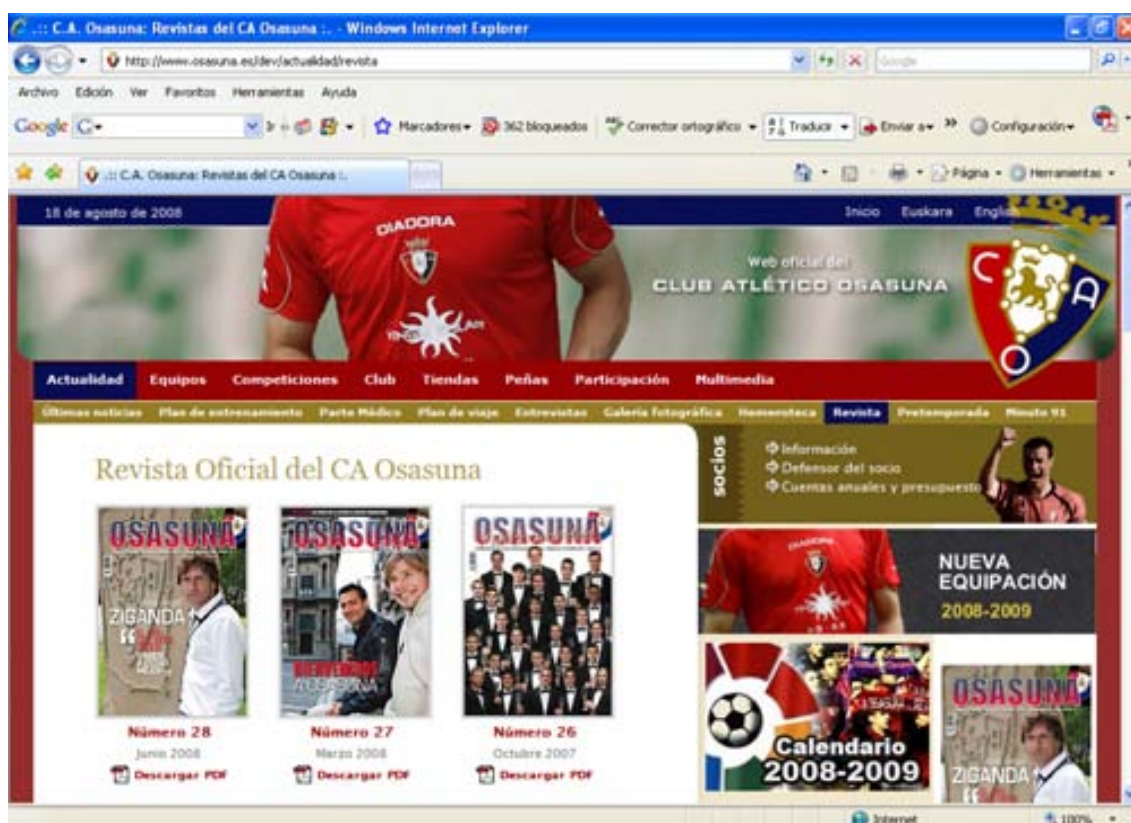 .:: C.A. Osasuna: Revistas del CA Osasuna :. - Windows Internet Explorer
http://www.osasuna.es/dev/actualidad/revista
Google
Archivo Edición Ver Favoritos Herramientas Ayuda
Google G Ir Marcadores 362 bloqueados Corrector ortográfico Traducir Enviar a Configuración
.:: C.A. Osasuna: Revistas del CA Osasuna :. Página Herramientas
18 de agosto de 2008 Inicio Euskara English
DIADORA
Web oficial del
CLUB ATLÉTICO OSASUNA
C A O
Actualidad Equipos Competiciones Club Tiendas Peñas Participación Multimedia
Últimas noticias Plan de entrenamiento Parte Médico Plan de viaje Entrevistas Galería fotográfica Hemeroteca Revista Pretemporada Minuto 91
socios
Información
Defensor del socio
Cuentas anuales y presupuesto
Revista Oficial del CA Osasuna
OSASUNA
ZIGANDA
OSASUNA
BIENVENIDOS
A OSASUNA
OSASUNA
Número 28 Número 27 Número 26
Junio 2008 Marzo 2008 Octubre 2007
Descargar PDF Descargar PDF Descargar PDF
DIADORA
NUEVA
EQUIPACIÓN
2008-2009
Calendario
2008-2009
OSASUNA
ZIGANDA
Internet 100%